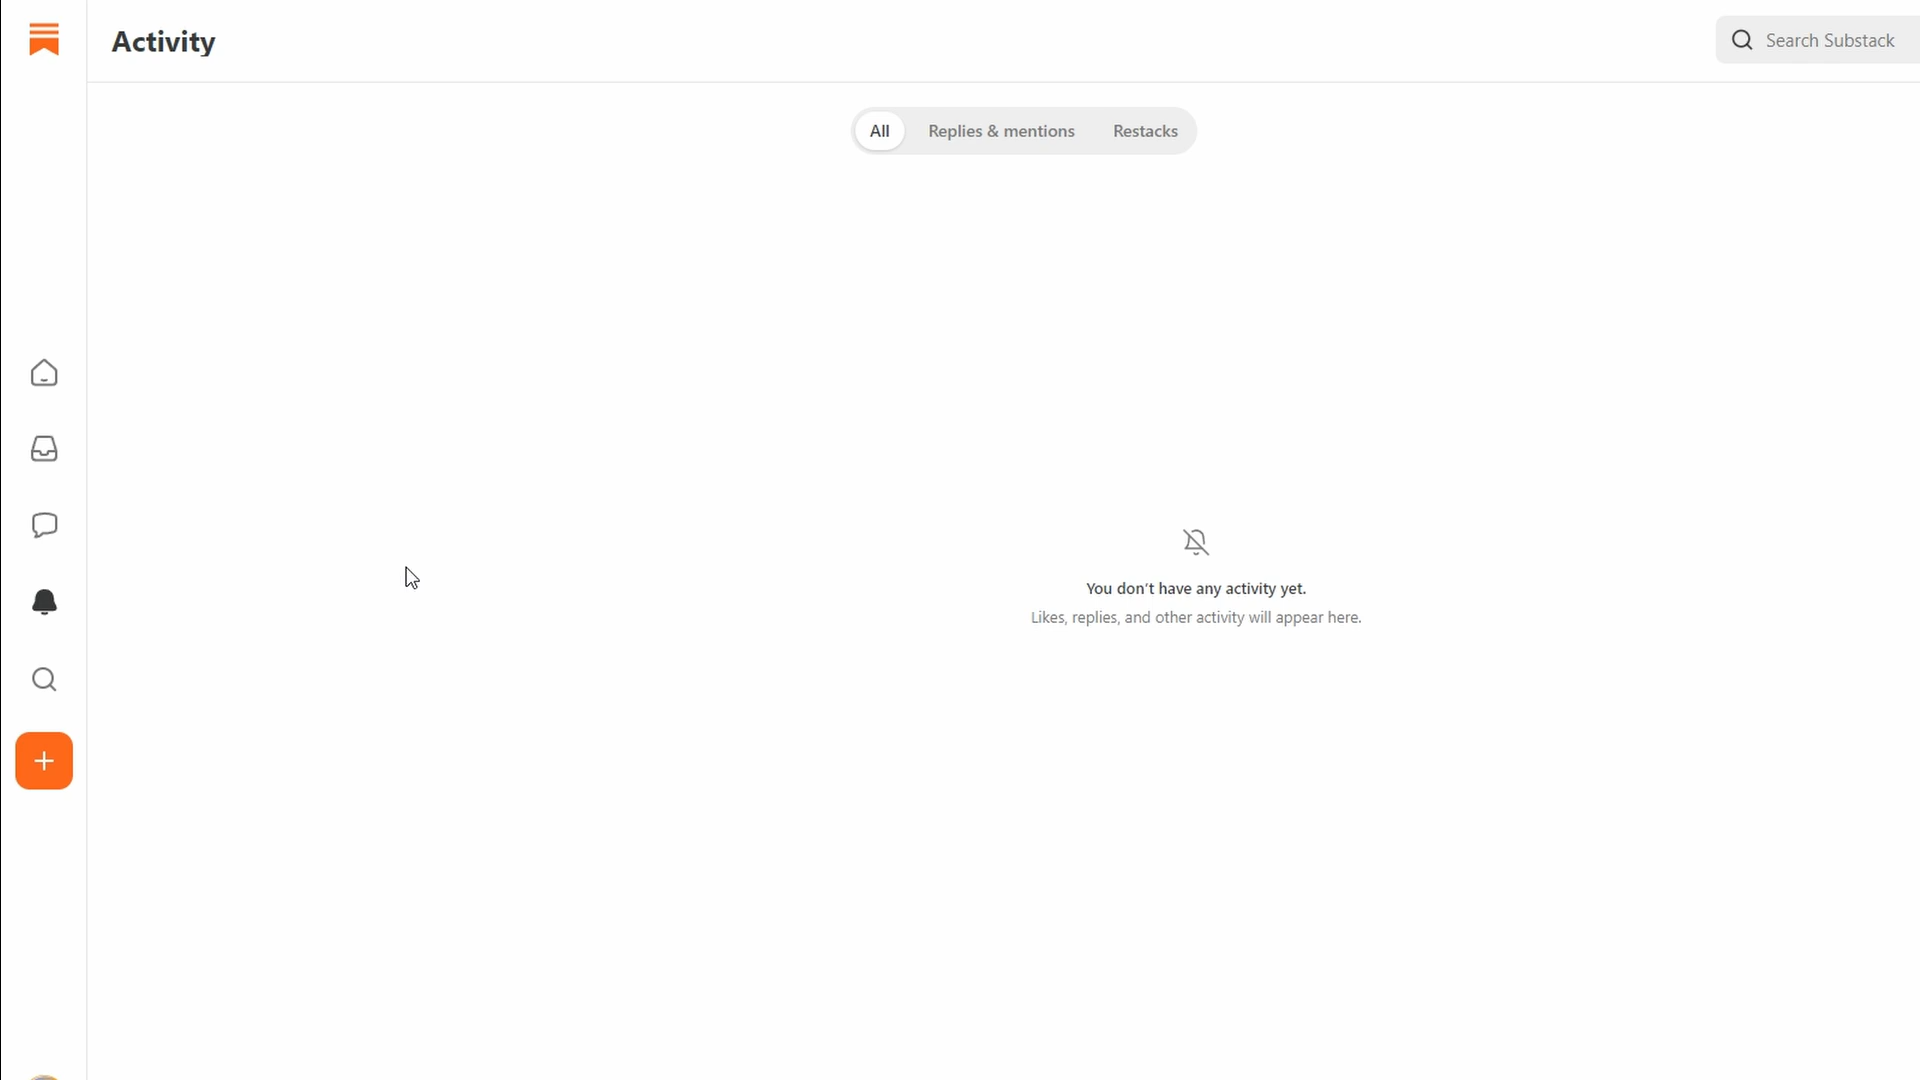 Activity
Search Substack
All
Replies & mentions
Restacks
You don't have any activity yet.
Likes, replies, and other activity will appear here.